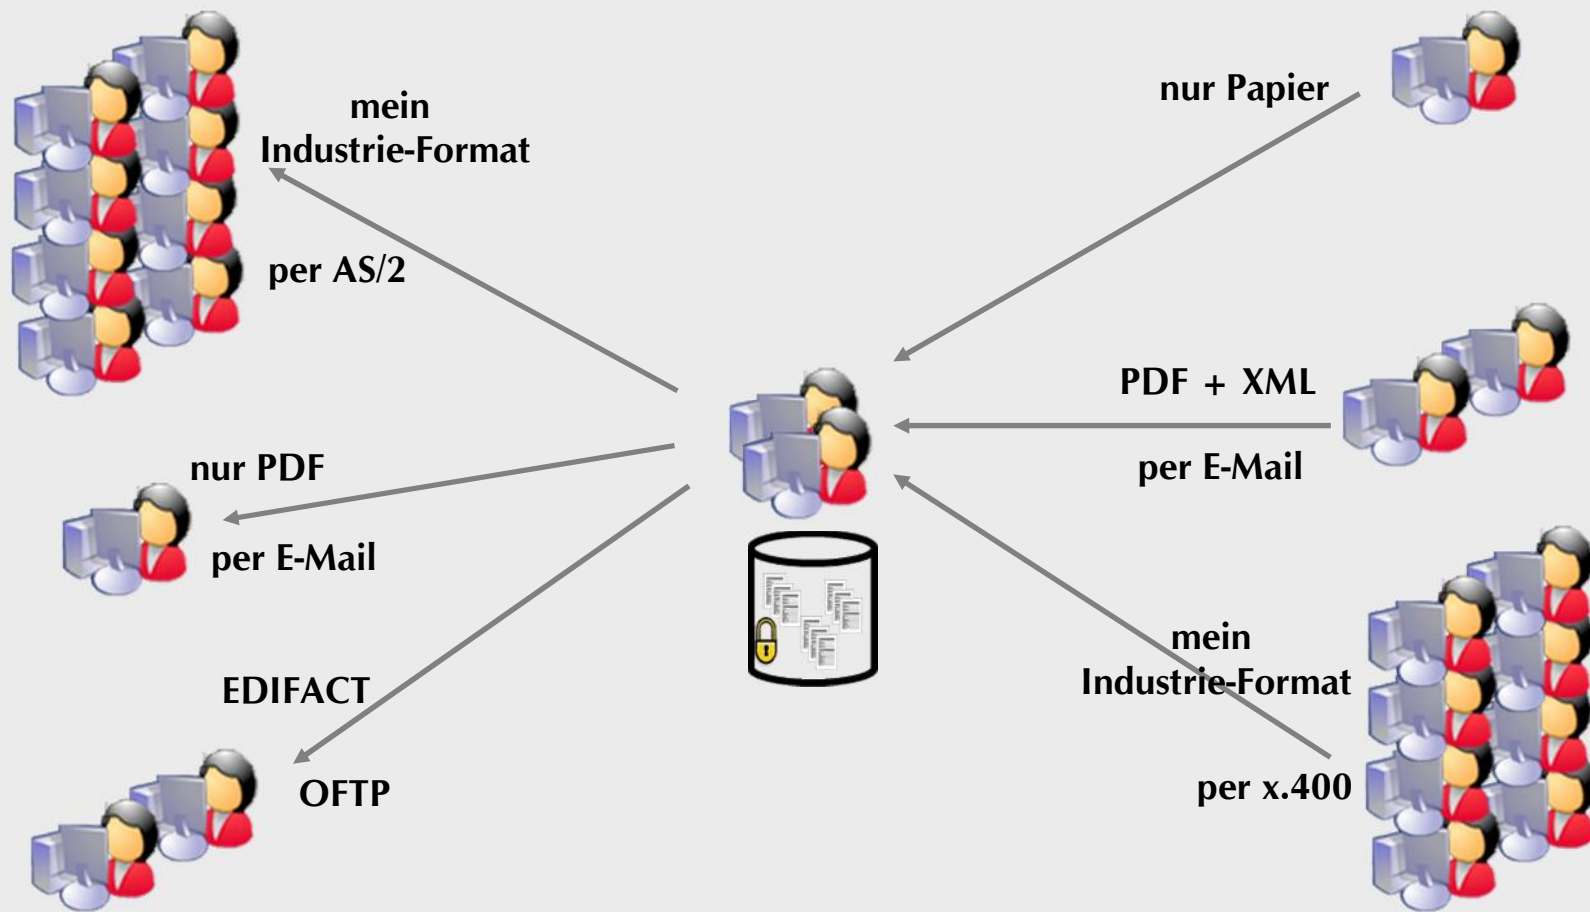 mein
Industrie-Format
per AS/2
nur PDF
per E-Mail
EDIFACT
OFTP
nur Papier
PDF + XML
per E-Mail
mein
Industrie-Format
per x.400